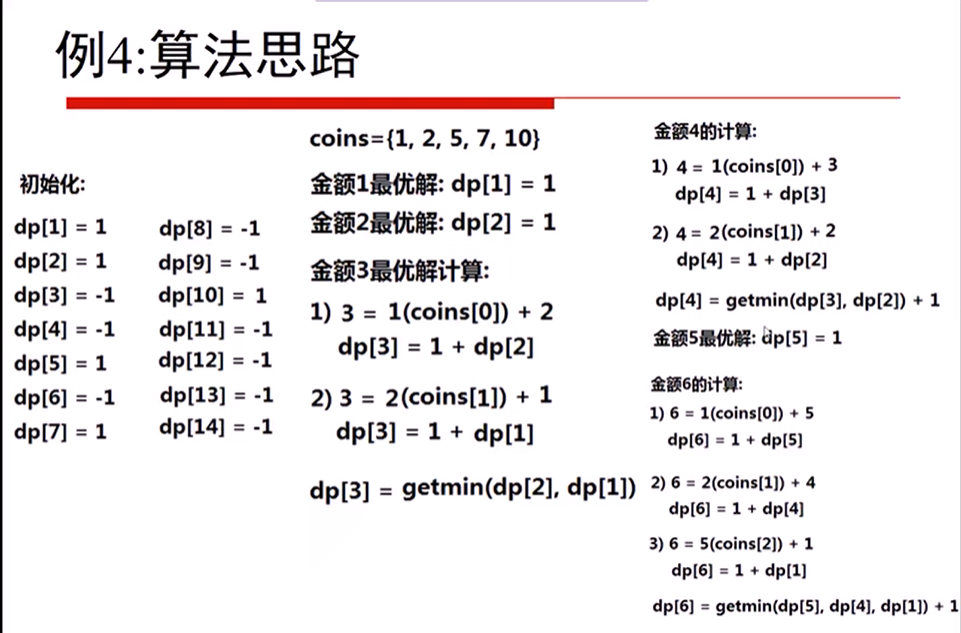 例4:算法思路
初始化:
dp[1] = 1
dp[2] = 1
dp[3] = -1
dp[4] = -1
dp[5] = 1
dp[6] = -1
dp[7] = 1
dp[8] = -1
dp[9] = -1
dp[10] = 1
dp[11] = -1
dp[12] = -1
dp[13] = -1
dp[14] = -1
coins={1, 2, 5, 7, 10}
金额1最优解: dp[1] = 1
金额2最优解: dp[2] = 1
金额3最优解计算:
1) 3 = 1(coins[0]) + 2
dp[3] = 1 + dp[2]
2) 3 = 2(coins[1]) + 1
dp[3] = 1 + dp[1]
dp[3] = getmin(dp[2], dp[1])
金额4的计算:
1) 4 = 1(coins[0]) + 3
dp[4] = 1 + dp[3]
2) 4 = 2(coins[1]) + 2
dp[4] = 1 + dp[2]
dp[4] = getmin(dp[3], dp[2]) + 1
金额5最优解: dp[5] = 1
金额6的计算:
1) 6 = 1(coins[0]) + 5
dp[6] = 1 + dp[5]
2) 6 = 2(coins[1]) + 4
dp[6] = 1 + dp[4]
3) 6 = 5(coins[2]) + 1
dp[6] = 1 + dp[1]
dp[6] = getmin(dp[5], dp[4], dp[1]) + 1